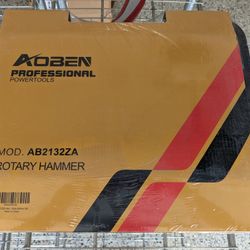 AOBEN
PROFESSIONAL
POWERTOOLS
MOD. AB2132ZA
ROTARY HAMMER